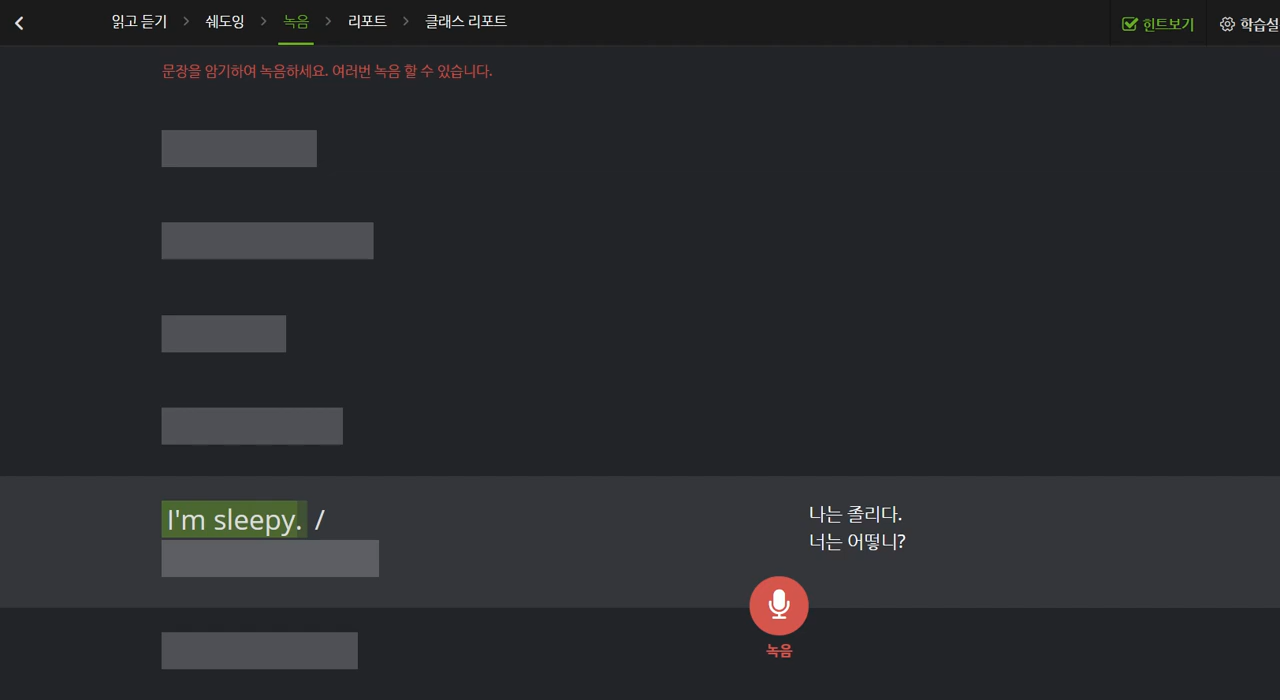 읽고 듣기 > 쉐도잉 > 녹음 > 리포트 > 클래스 리포트 힌트보기 학습설
문장을 암기하여 녹음하세요. 여러번 녹음 할 수 있습니다.
I'm sleepy. /
나는 졸리다.
너는 어떻니?
녹음